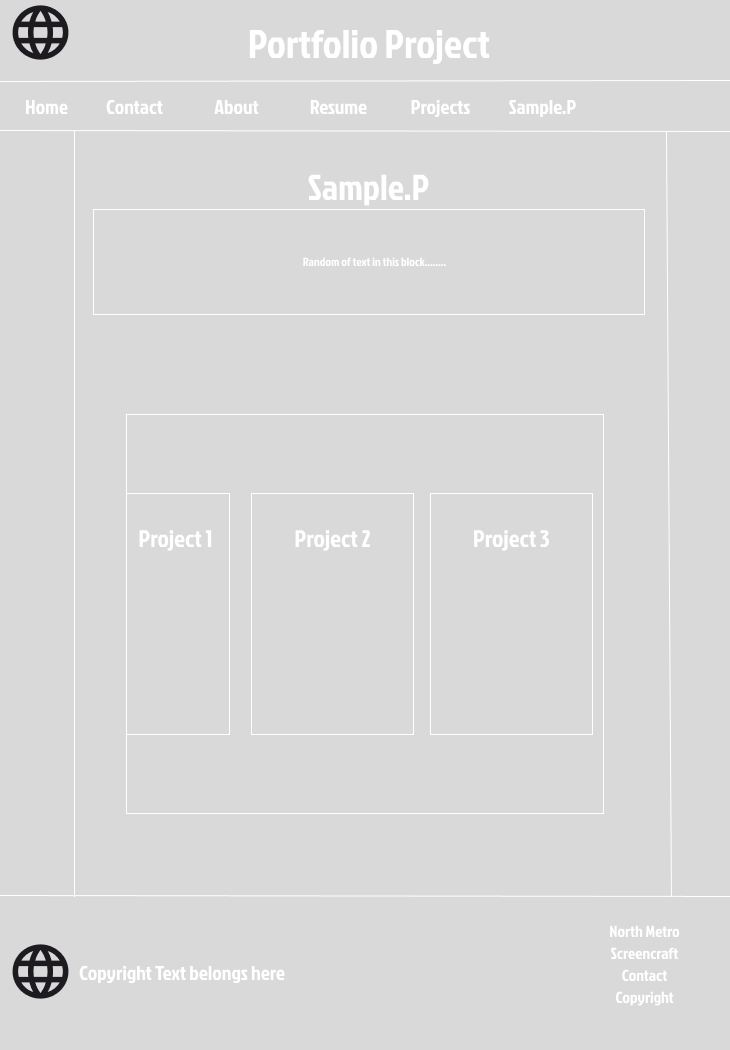 Portfolio Project
Home Contact About Resume Projects Sample.P
Sample.P
Random of text in this block........
Project 1 Project 2 Project 3
North Metro
Screencraft
Copyright Text belongs here
Contact
Copyright